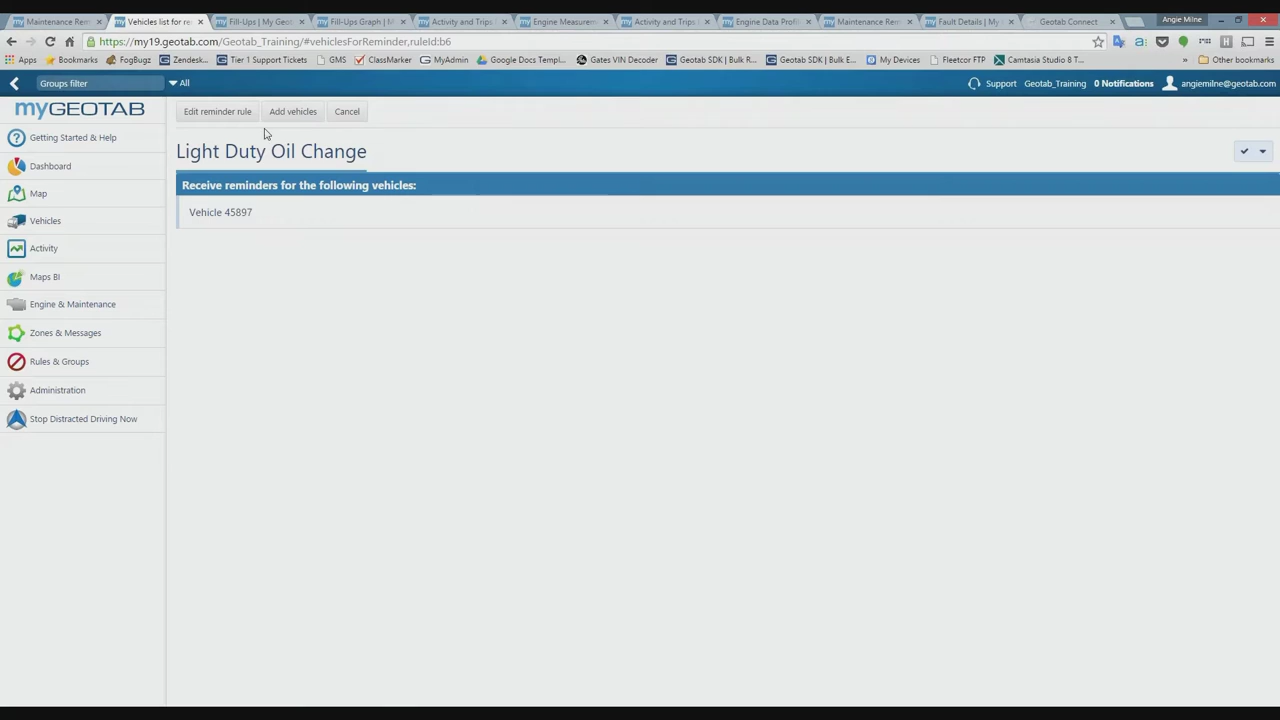 Maintenance Rem
Vehicles list for re
Fill-Ups | My Geot
Fill-Ups Graph | M
Activity and Trips |
Engine Measurem
Activity and Trips |
Engine Data Profil
Maintenance Rem
Fault Details | My
Geotab Connect
Angie Milne
https://my19.geotab.com/Geotab_Training/#vehiclesForReminder,ruleId:b6
Apps
Bookmarks
FogBugz
Zendesk...
Tier 1 Support Tickets
GMS
ClassMarker
MyAdmin
Google Docs Templ...
Gates VIN Decoder
Geotab SDK | Bulk R...
Geotab SDK | Bulk E...
My Devices
Fleetcor FTP
Camtasia Studio 8 T...
»
Other bookmarks
Groups filter
All
Support
Geotab_Training
0 Notifications
angiemilne@geotab.com
myGEOTAB
Edit reminder rule
Add vehicles
Cancel
Getting Started & Help
Light Duty Oil Change
Dashboard
Receive reminders for the following vehicles:
Map
Vehicle 45897
Vehicles
Activity
Maps BI
Engine & Maintenance
Zones & Messages
Rules & Groups
Administration
Stop Distracted Driving Now